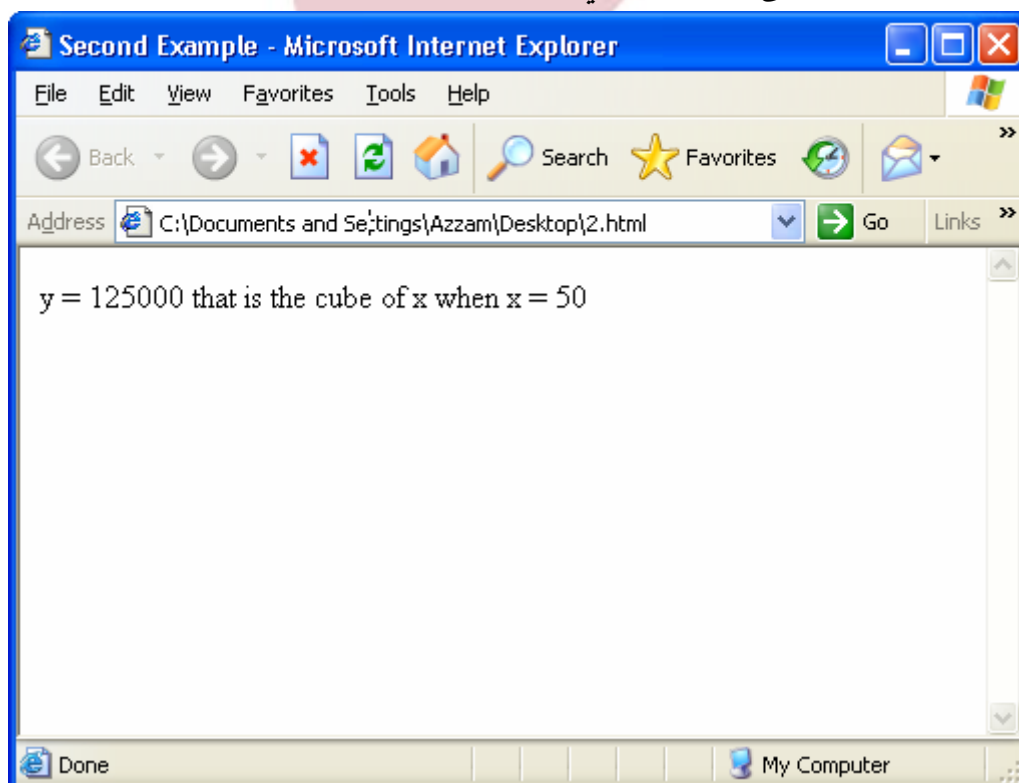 Second Example - Microsoft Internet Explorer
File Edit View Favorites Tools Help
Back Search Favorites »
Address C:\Documents and Settings\Azzam\Desktop\2.html Go Links »
y = 125000 that is the cube of x when x = 50
Done My Computer